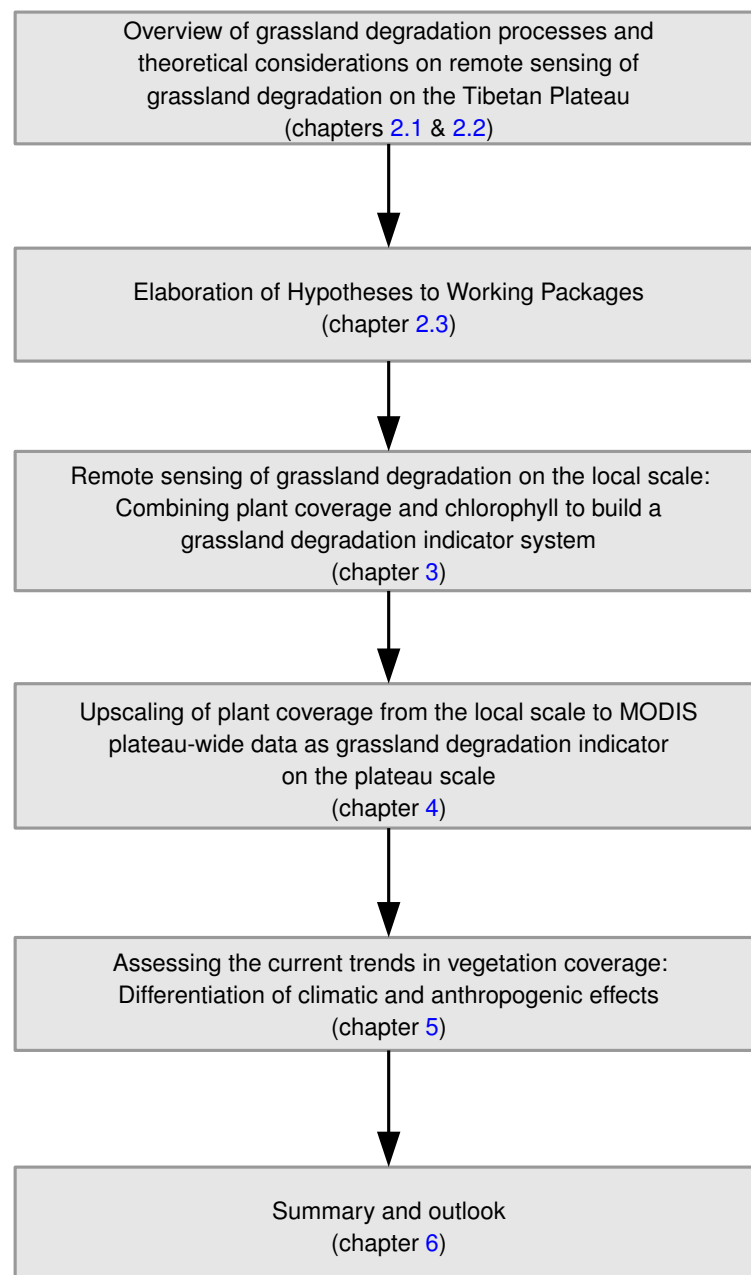 Overview of grassland degradation processes and
theoretical considerations on remote sensing of
grassland degradation on the Tibetan Plateau
(chapters 2.1 & 2.2)
Elaboration of Hypotheses to Working Packages
(chapter 2.3)
Remote sensing of grassland degradation on the local scale:
Combining plant coverage and chlorophyll to build a
grassland degradation indicator system
(chapter 3)
Upscaling of plant coverage from the local scale to MODIS
plateau-wide data as grassland degradation indicator
on the plateau scale
(chapter 4)
Assessing the current trends in vegetation coverage:
Differentiation of climatic and anthropogenic effects
(chapter 5)
Summary and outlook
(chapter 6)